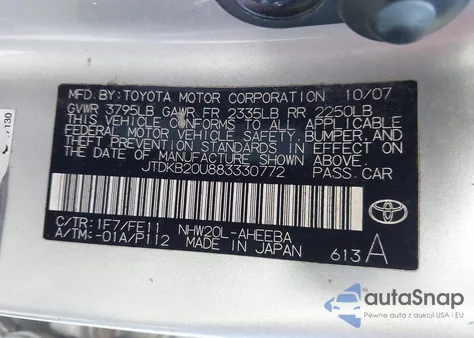 MFD. BY: TOYOTA MOTOR CORPORATION 10/07
GVWR 3795LB GAWR FR 2335LB RR 2250LB
THIS VEHICLE CONFORMS TO ALL APPLICABLE
FEDERAL MOTOR VEHICLE SAFETY, BUMPER, AND
THEFT PREVENTION STANDARDS IN EFFECT ON
THE DATE OF MANUFACTURE SHOWN ABOVE.
JTDKB20U883330772 PASS. CAR
C/TR: 1F7/FE11 NHW20L-AHEEBA
A/TM: -01A/P112 MADE IN JAPAN 613 A
TOYOTA
7130
autoSnap
Pewne auta z aukcji USA i EU